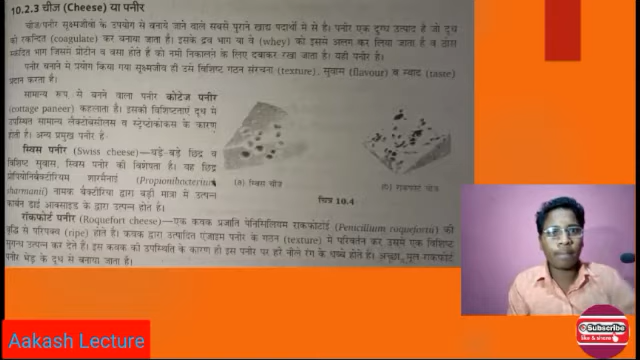 10.2.3 चीज (Cheese) या पनीर
चीज/पनीर सूक्ष्मजीवों के उपयोग से बनाये जाने वाले सबसे पुराने खाद्य पदार्थों में से है। पनीर एक दुग्ध उत्पाद है जो दूध
को स्कन्दित (coagulate) कर बनाया जाता है। इसके द्रव भाग या वे (whey) को इससे अलग कर लिया जाता है व ठोस
स्कंदित भाग जिसमें प्रोटीन व वसा होते हैं को नमी निकालने के लिए दबाकर रखा जाता है। यही पनीर है।
पनीर बनाने में प्रयोग किया गया सूक्ष्मजीव ही उसे विशिष्ट गठन संरचना (texture), सुवास (flavour) व स्वाद (taste)
प्रदान करता है।
सामान्य रूप से बनने वाला पनीर कोटेज पनीर
(cottage paneer) कहलाता है। इसकी विशिष्टताएं दूध में
उपस्थित सामान्य लैक्टोबेसीलस व स्ट्रेप्टोकोकस के कारण
होती है। अन्य प्रमुख पनीर हैं-
स्विस पनीर (Swiss cheese)—बड़े-बड़े छिद्र व
विशिष्ट सुवास, स्विस पनीर की विशेषता है। यह छिद्र
प्रोपियोनिबैक्टीरियम शारमैनाई (Propionibacterium
sharmanii) नामक बैक्टीरिया द्वारा बड़ी मात्रा में उत्पन्न
कार्बन डाई आक्साइड के द्वारा उत्पन्न होते है।
(a) स्विस चीज
(b) राकफोर्ट चीज
चित्र 10.4
रॉकफोर्ट पनीर (Roquefort cheese)—एक कवक प्रजाति पेनिसिलियम राकफोर्टाई (Penicillium roqueforti) की
वृद्धि से परिपक्व (ripe) होते हैं। कवक द्वारा उत्पादित एंजाइम पनीर के गठन (texture) में परिवर्तन कर उसमें एक विशिष्ट
सुगन्ध उत्पन्न कर देते हैं। इस कवक की उपस्थिति के कारण ही इस पनीर पर हरे नीले रंग के धब्बे होते हैं। अच्छा मूल राकफोर्ट
पनीर भेड़ के दूध से बनाया जाता है।
Aakash Lecture
Subscribe
like & share